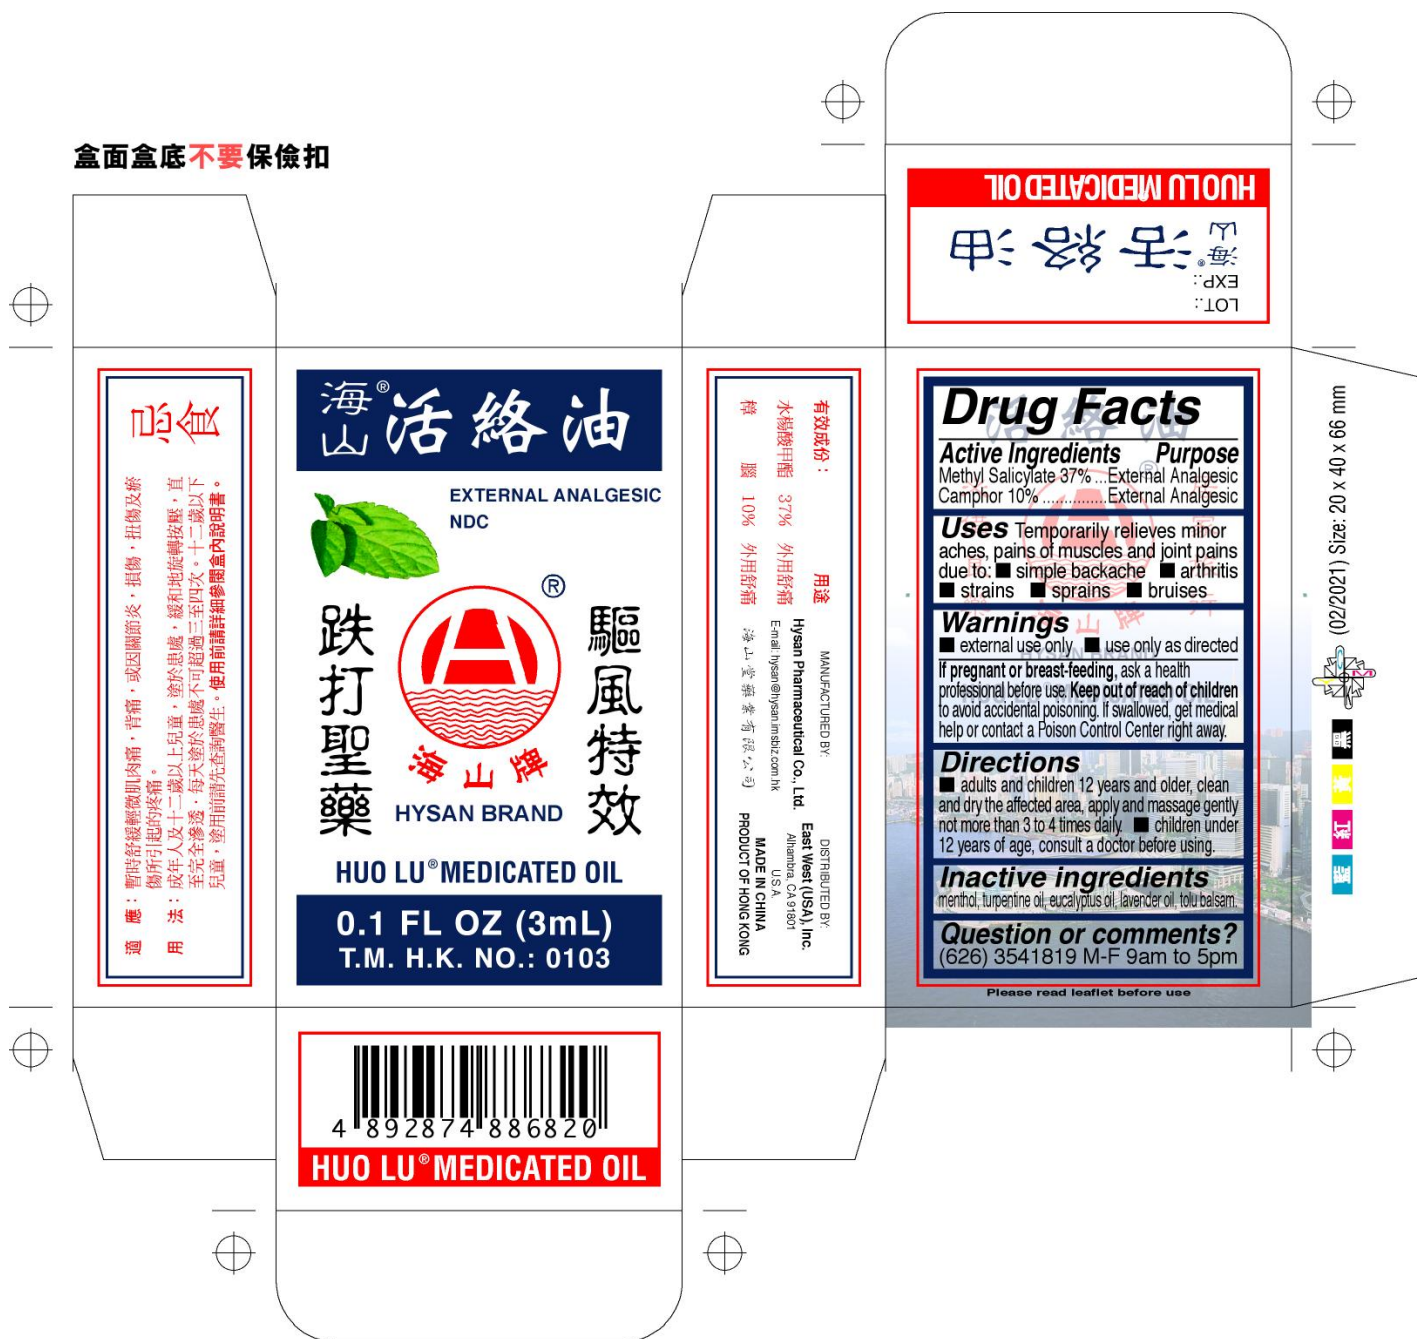 盒面盒底不要保儉扣
HUO LU® MEDICATED OIL
海®山 活絡油
EXP.:
LOT.:
忌食
適 應：暫時舒緩輕微肌肉痛，背痛，或因關節炎，損傷，扭傷及瘀
傷所引起的疼痛。
用 法：成年人及十二歲以上兒童，塗於患處，緩和地旋轉按壓，直
至完全滲透．每天塗於患處不可超過三至四次。十二歲以下
兒童，塗用前請先查詢醫生。使用前請詳細參閱盒內說明書。
海山® 活絡油
EXTERNAL ANALGESIC
NDC
®
驅風特效
跌打聖藥
海山牌
HYSAN BRAND
HUO LU® MEDICATED OIL
0.1 FL OZ (3mL)
T.M. H.K. NO.: 0103
有效成份： 用途
水楊酸甲酯 37% 外用舒痛
樟 腦 10% 外用舒痛
MANUFACTURED BY:
Hysan Pharmaceutical Co., Ltd.
E-mail: hysan@hysan.imsbiz.com.hk
海山堂藥業有限公司
DISTRIBUTED BY:
East West (USA), Inc.
Alhambra, CA 91801
U.S.A.
MADE IN CHINA
PRODUCT OF HONG KONG
Drug Facts
Active Ingredients Purpose
Methyl Salicylate 37% ...External Analgesic
Camphor 10% ...............External Analgesic
Uses Temporarily relieves minor
aches, pains of muscles and joint pains
due to: ■ simple backache ■ arthritis
■ strains ■ sprains ■ bruises
Warnings
■ external use only ■ use only as directed
If pregnant or breast-feeding, ask a health
professional before use. Keep out of reach of children
to avoid accidental poisoning. If swallowed, get medical
help or contact a Poison Control Center right away.
Directions
■ adults and children 12 years and older, clean
and dry the affected area, apply and massage gently
not more than 3 to 4 times daily. ■ children under
12 years of age, consult a doctor before using.
Inactive ingredients
menthol, turpentine oil, eucalyptus oil, lavender oil, tolu balsam.
Question or comments?
(626) 3541819 M-F 9am to 5pm
Please read leaflet before use
(02/2021) Size: 20 x 40 x 66 mm
黑
黃
紅
藍
4 892874 886820
HUO LU® MEDICATED OIL